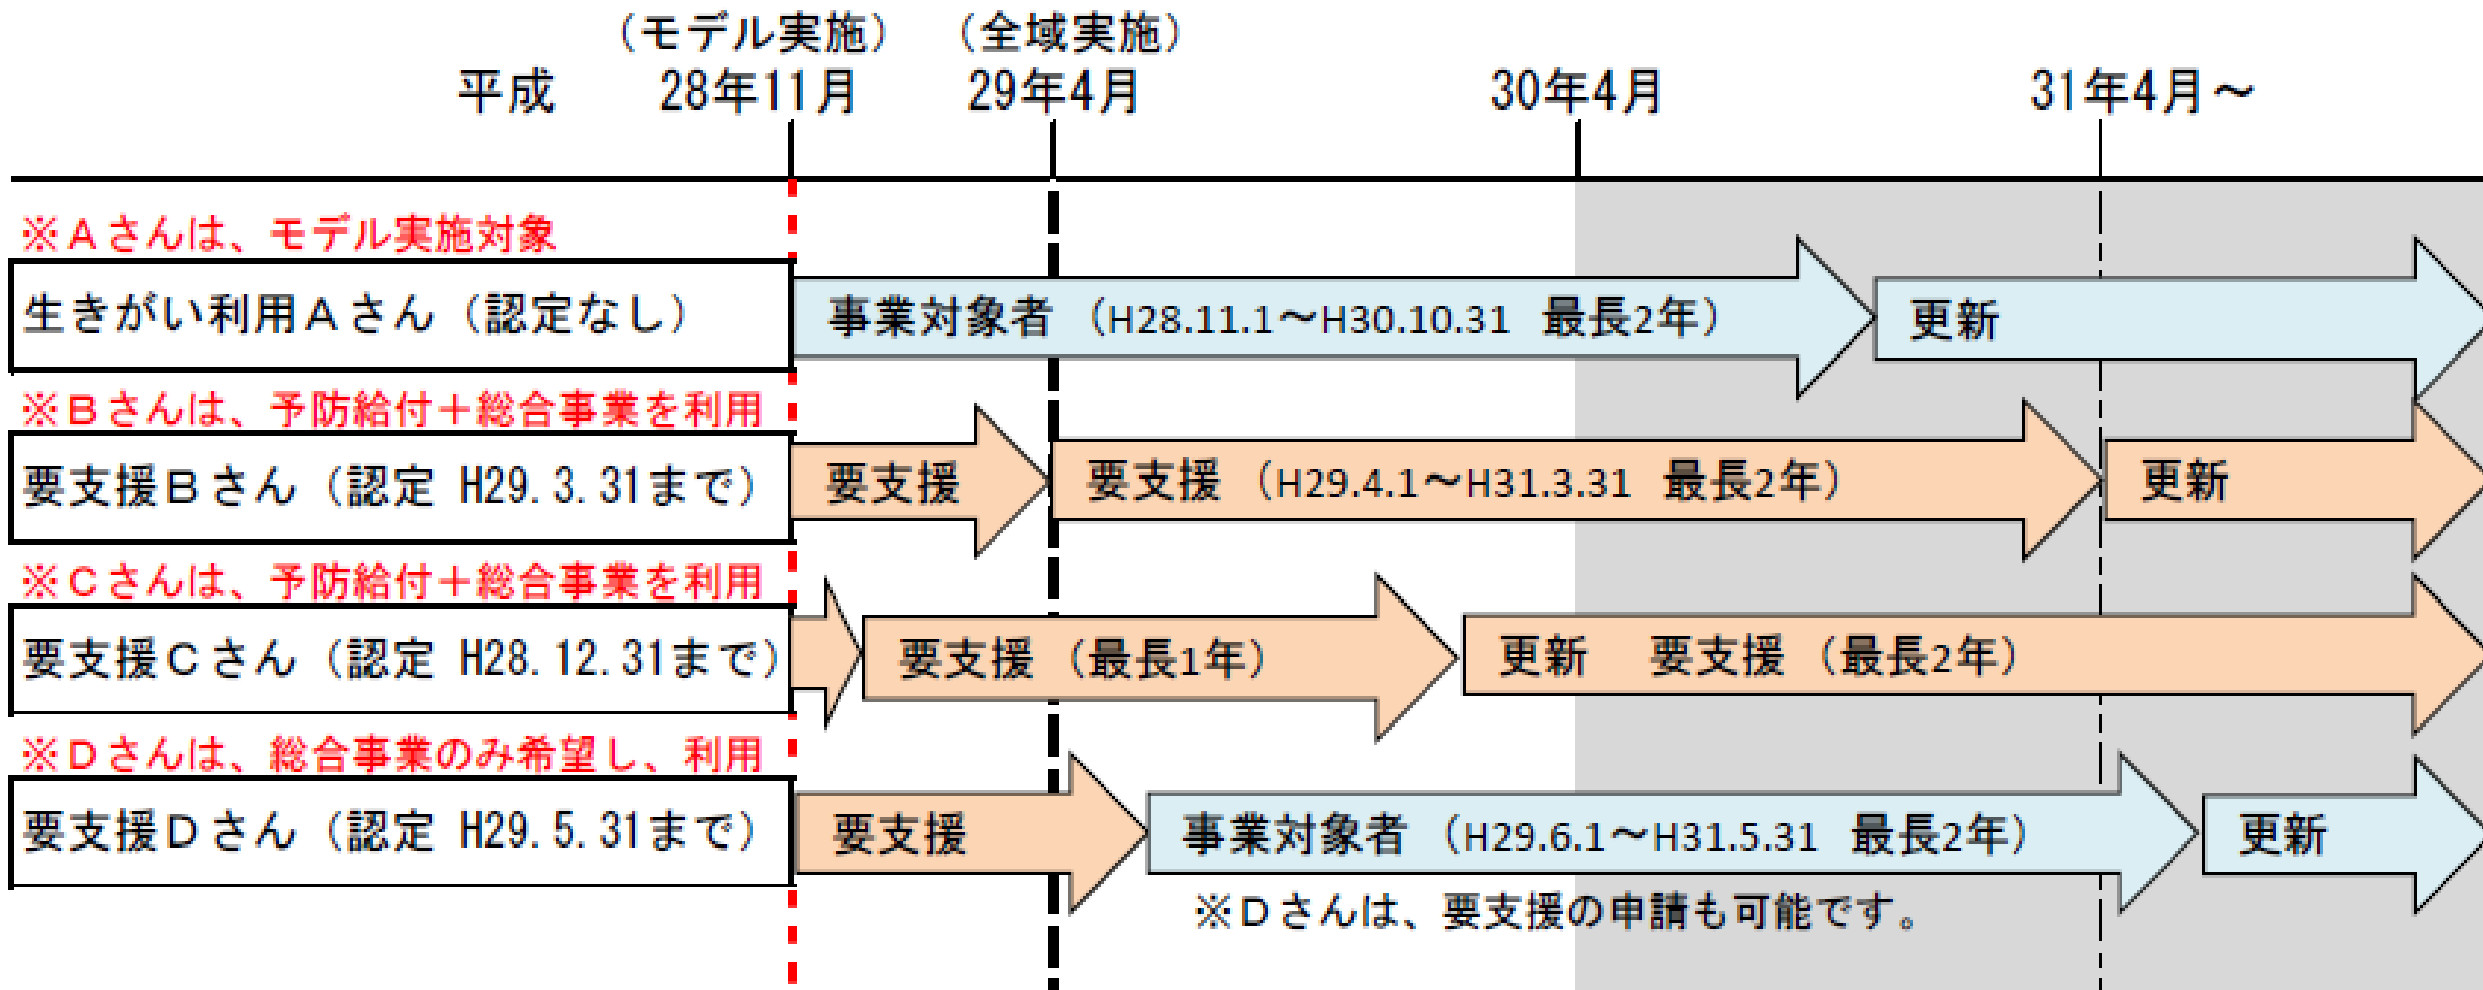 （モデル実施）　（全域実施）
平成　28年11月　29年4月　30年4月　31年4月～
※Ａさんは、モデル実施対象
生きがい利用Ａさん（認定なし）　事業対象者（H28.11.1～H30.10.31　最長2年）　更新
※Ｂさんは、予防給付＋総合事業を利用
要支援Ｂさん（認定 H29.3.31まで）　要支援　要支援（H29.4.1～H31.3.31　最長2年）　更新
※Ｃさんは、予防給付＋総合事業を利用
要支援Ｃさん（認定 H28.12.31まで）　要支援（最長1年）　更新　要支援（最長2年）
※Ｄさんは、総合事業のみ希望し、利用
要支援Ｄさん（認定 H29.5.31まで）　要支援　事業対象者（H29.6.1～H31.5.31　最長2年）　更新
※Ｄさんは、要支援の申請も可能です。